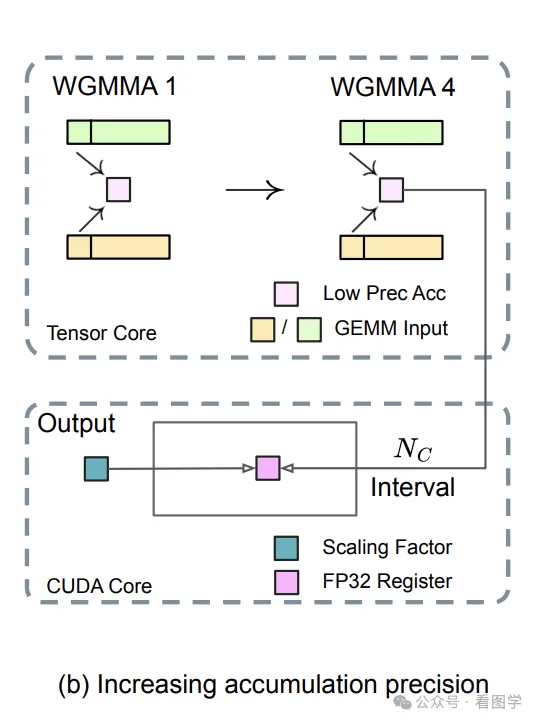 WGMMA 1
WGMMA 4
Low Prec Acc
/
GEMM Input
Tensor Core
Output
N_C
Interval
Scaling Factor
FP32 Register
CUDA Core
(b) Increasing accumulation precision
公众号 · 看图学